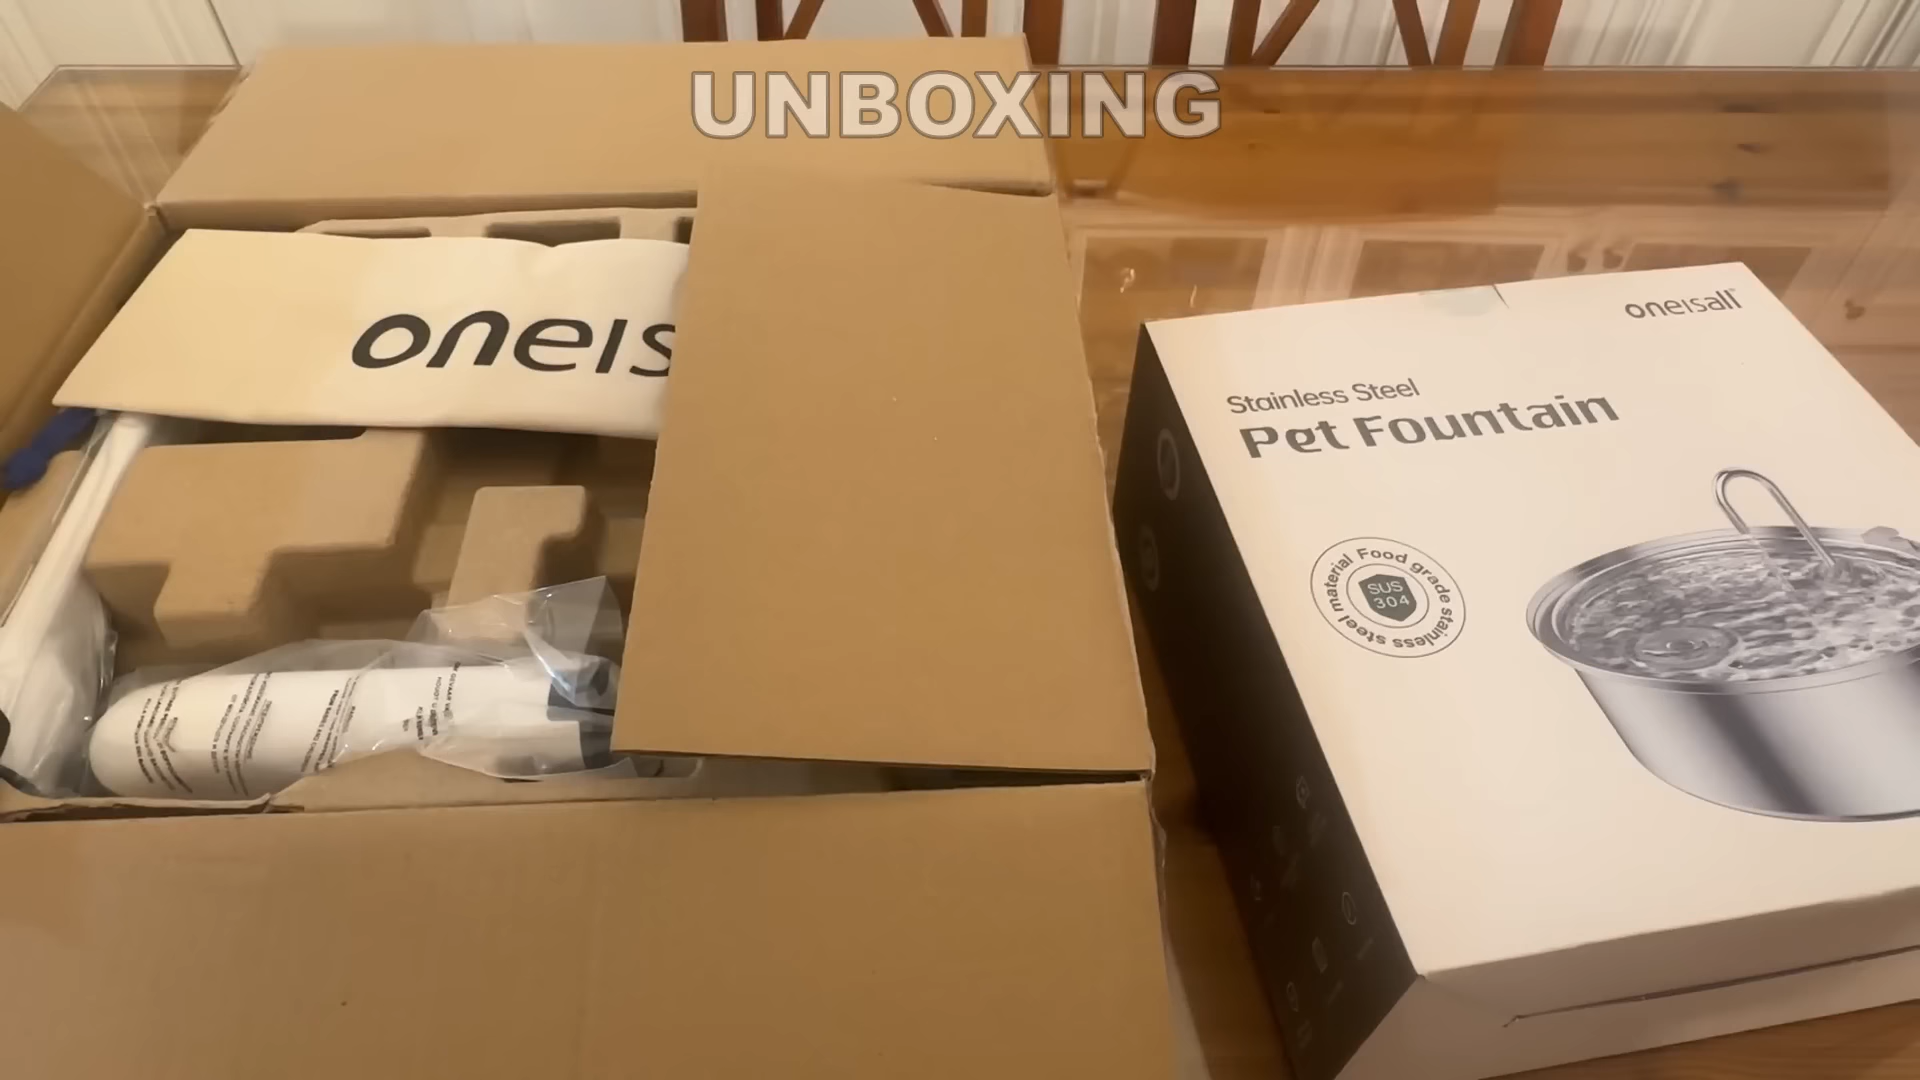 UNBOXING
oneis
oneisall
Stainless Steel
Pet Fountain
material Food grade stainless steel
SUS
304